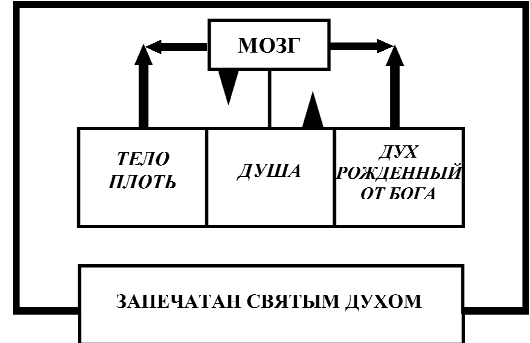 МОЗГ
ТЕЛО
ПЛОТЬ
ДУША
ДУХ
РОЖДЕННЫЙ
ОТ БОГА
ЗАПЕЧАТАН СВЯТЫМ ДУХОМ